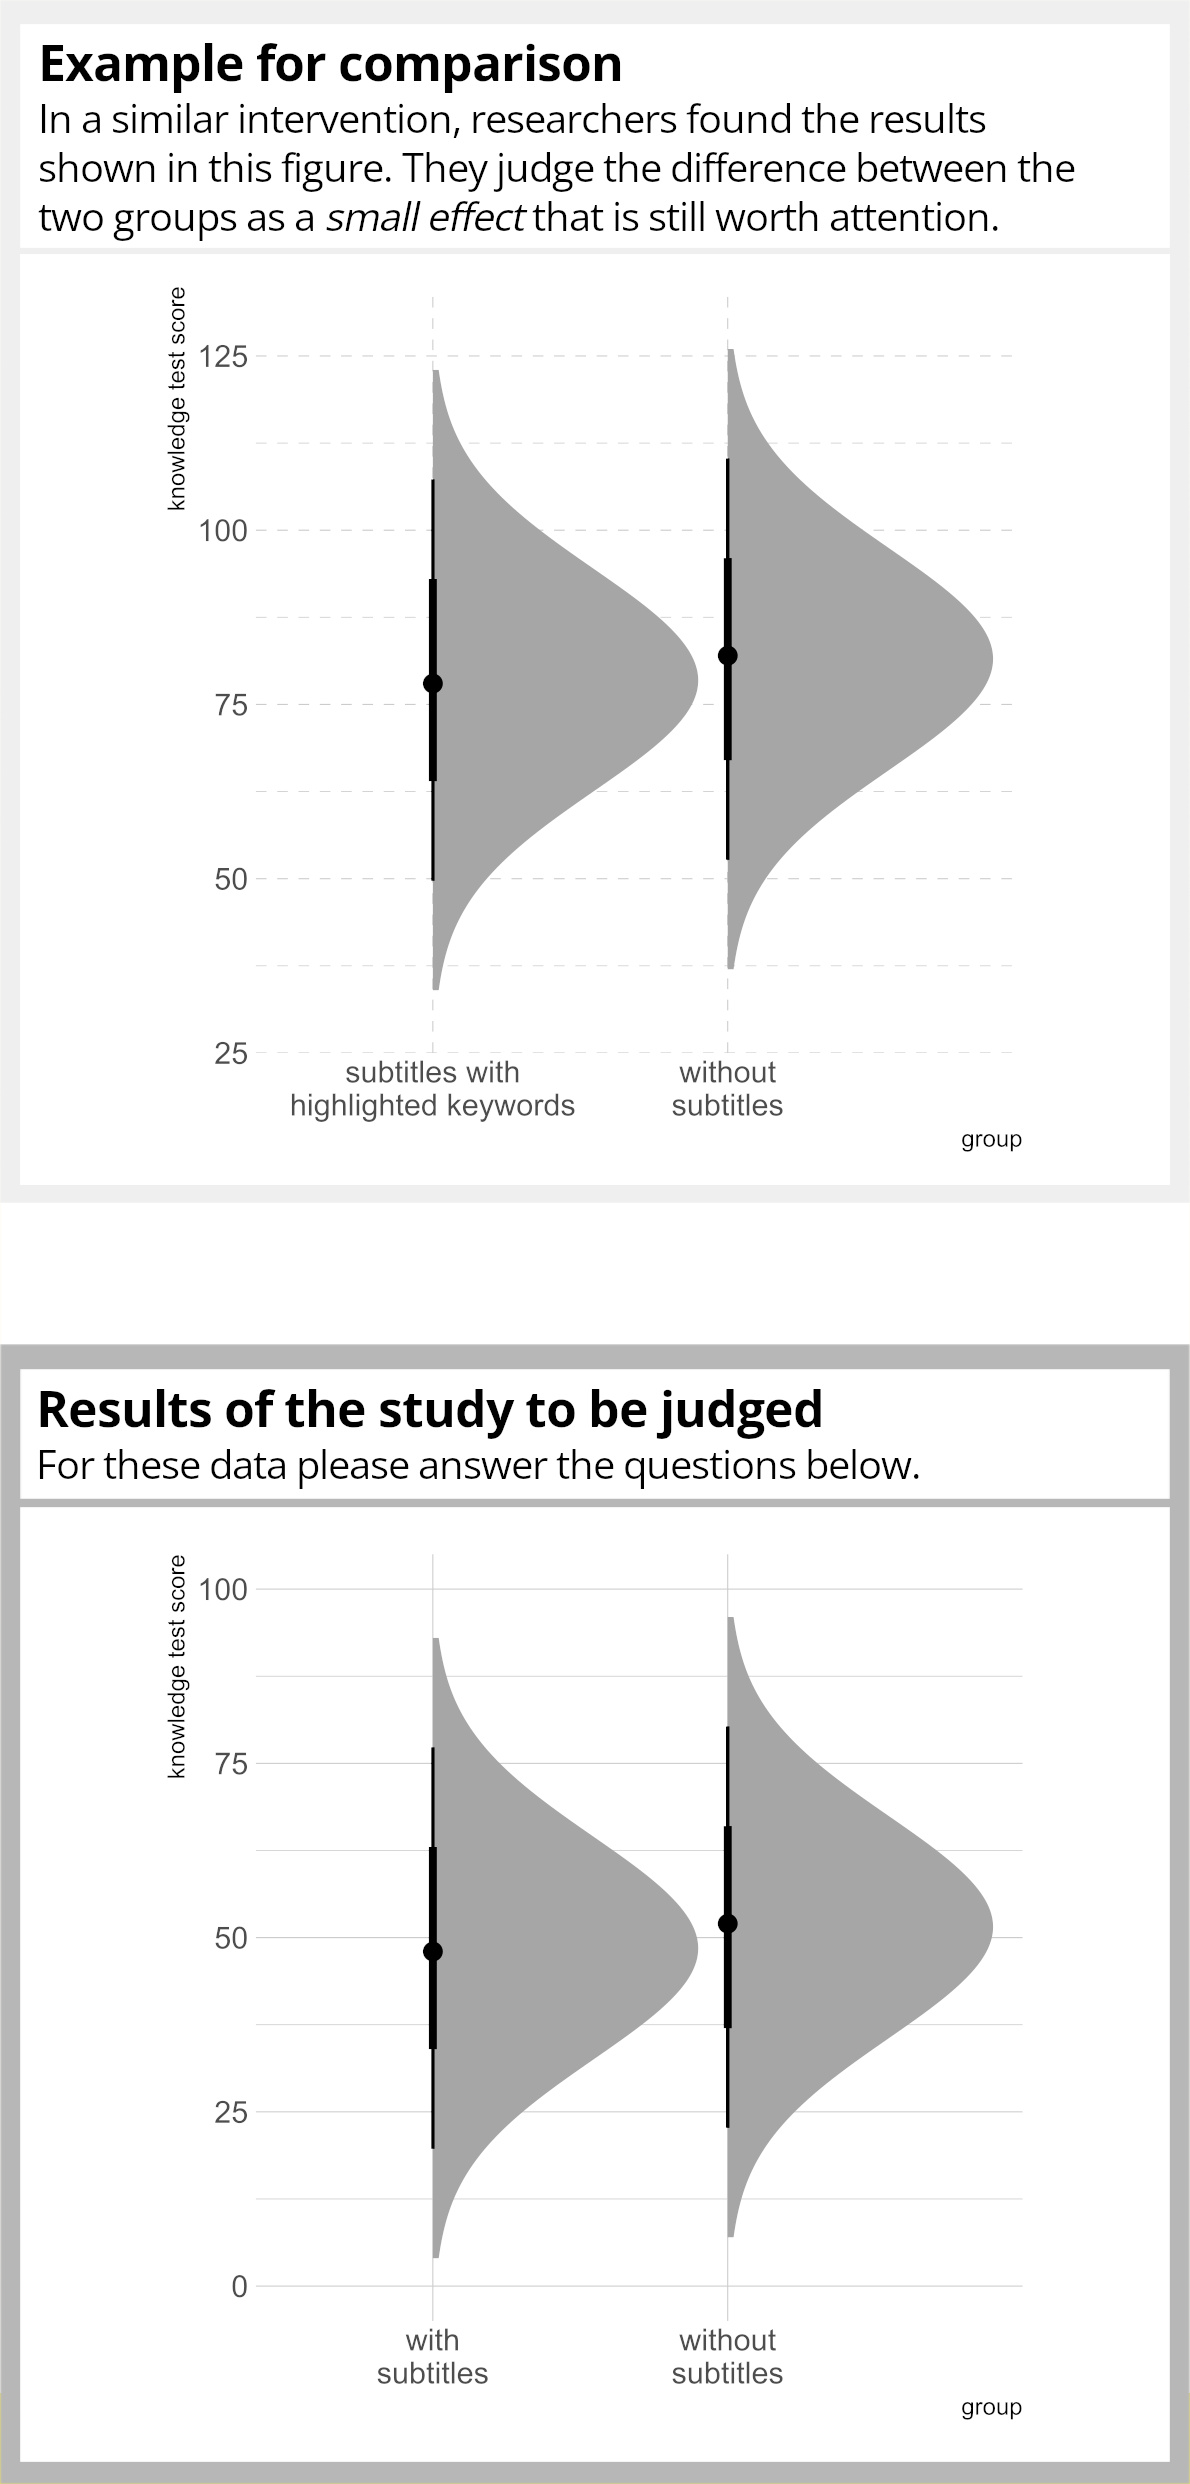 Example for comparison
In a similar intervention, researchers found the results
shown in this figure. They judge the difference between the
two groups as a small effect that is still worth attention.
knowledge test score
125
100
75
50
25
subtitles with
highlighted keywords
without
subtitles
group
Results of the study to be judged
For these data please answer the questions below.
knowledge test score
100
75
50
25
0
with
subtitles
without
subtitles
group